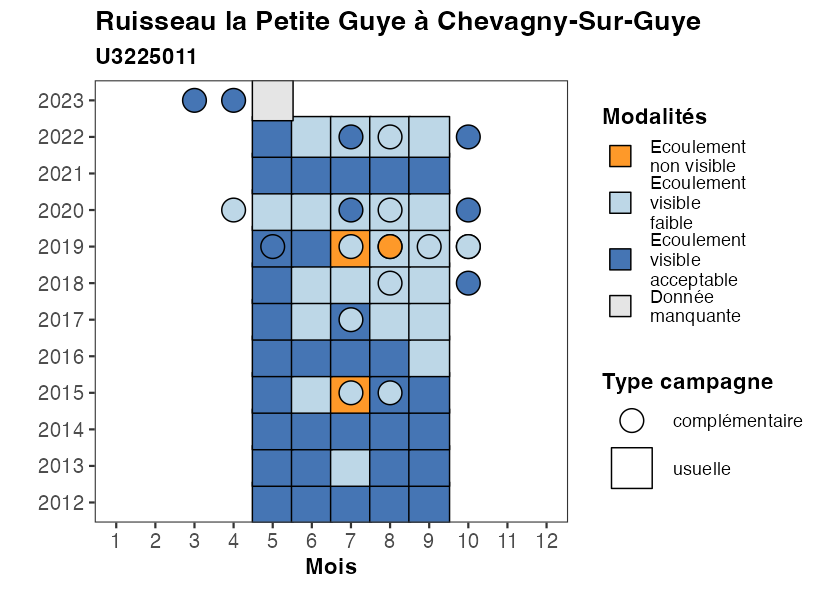 Ruisseau la Petite Guye à Chevagny-Sur-Guye
U3225011
2023
2022
2021
2020
2019
2018
2017
2016
2015
2014
2013
2012
1 2 3 4 5 6 7 8 9 10 11 12
Mois
Modalités
Ecoulement
non visible
Ecoulement
visible
faible
Ecoulement
visible
acceptable
Donnée
manquante
Type campagne
complémentaire
usuelle